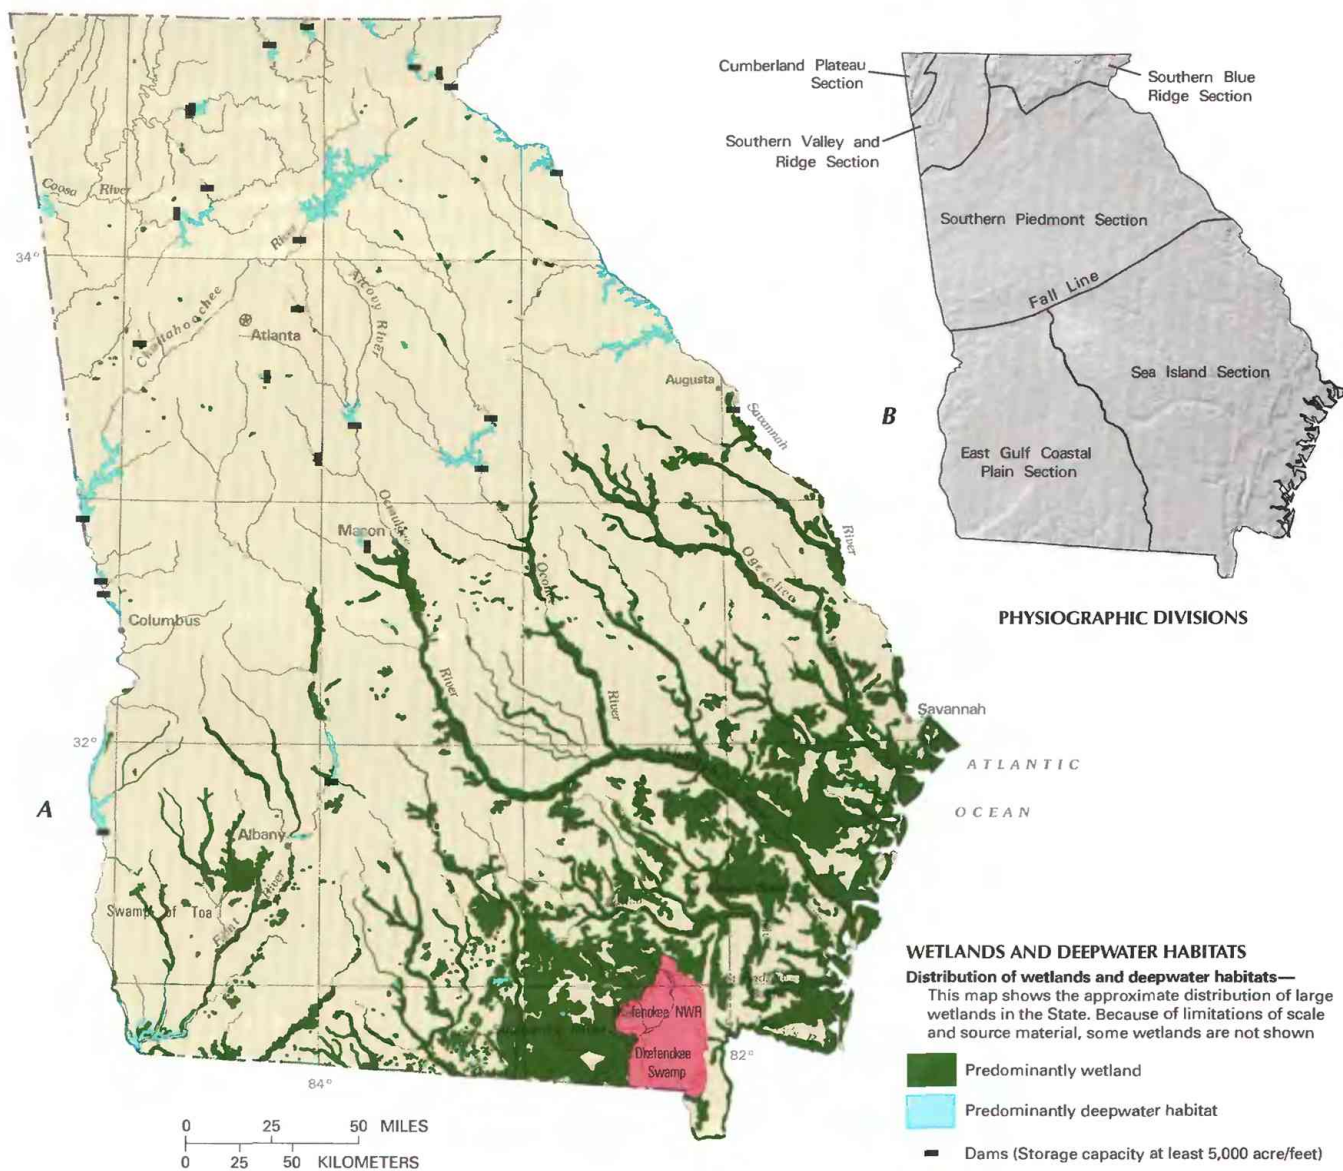 Cumberland Plateau
Section
Southern Blue
Ridge Section
Southern Valley and
Ridge Section
Southern Piedmont Section
Fall Line
Sea Island Section
East Gulf Coastal
Plain Section
B
PHYSIOGRAPHIC DIVISIONS
Coosa River
34°
River
Chattahoochee
Alcovy River
Atlanta
Augusta
Savannah
River
Ocmulgee
Macon
River
River
Columbus
Savannah
32°
ATLANTIC
OCEAN
A
Albany
River
Flint
Swamp of Toa
NWR
Swamp
82°
84°
0 25 50 MILES
0 25 50 KILOMETERS
WETLANDS AND DEEPWATER HABITATS
Distribution of wetlands and deepwater habitats—
This map shows the approximate distribution of large
wetlands in the State. Because of limitations of scale
and source material, some wetlands are not shown
Predominantly wetland
Predominantly deepwater habitat
Dams (Storage capacity at least 5,000 acre/feet)